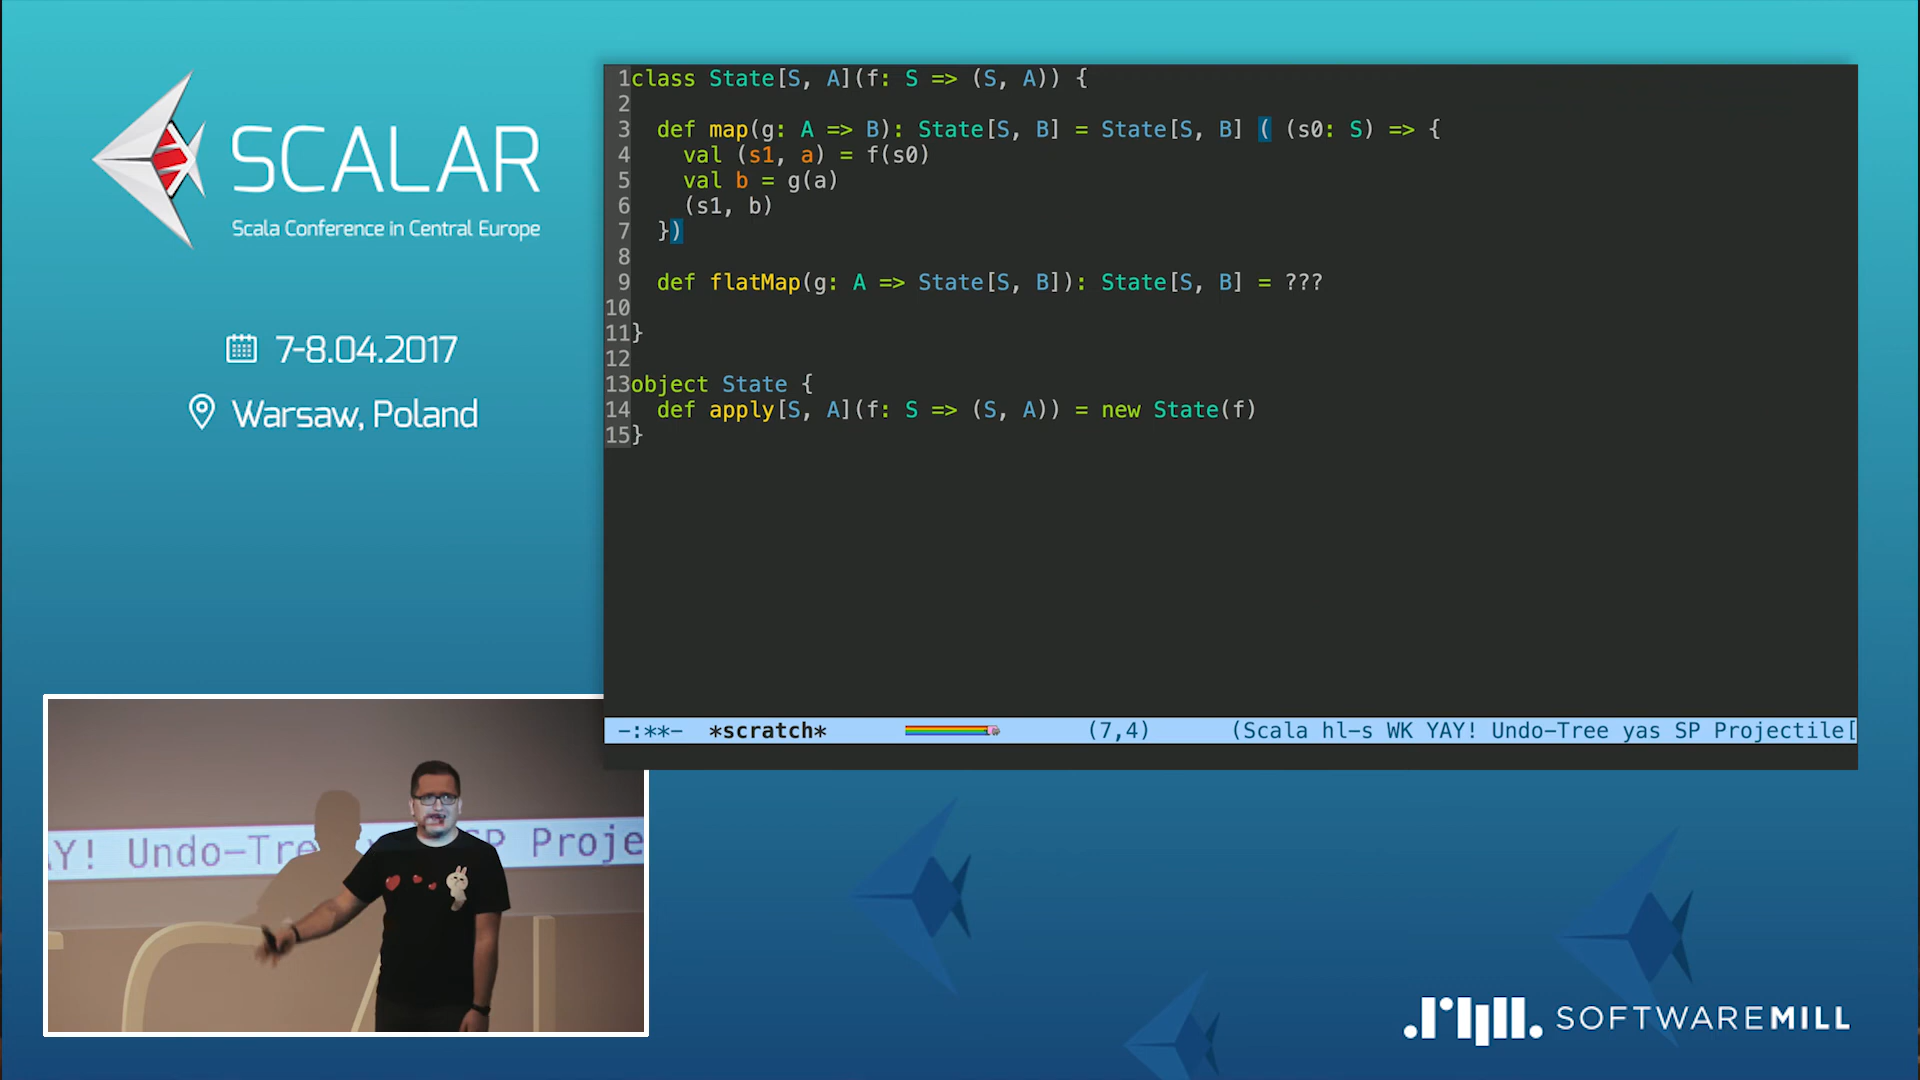 SCALAR
Scala Conference in Central Europe
7-8.04.2017
Warsaw, Poland
1class State[S, A](f: S => (S, A)) {
2
3  def map(g: A => B): State[S, B] = State[S, B] ( (s0: S) => {
4    val (s1, a) = f(s0)
5    val b = g(a)
6    (s1, b)
7  })
8
9  def flatMap(g: A => State[S, B]): State[S, B] = ???
10
11}
12
13object State {
14  def apply[S, A](f: S => (S, A)) = new State(f)
15}
-:**-  *scratch*  (7,4)  (Scala hl-s WK YAY! Undo-Tree yas SP Projectile[
AY! Undo-Tre SP Proje
SOFTWAREMILL